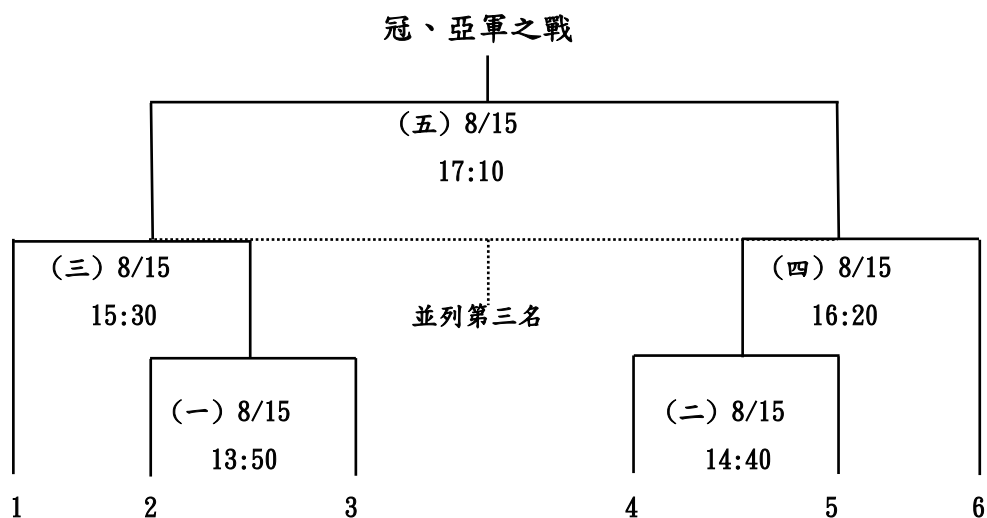 冠、亞軍之戰
(五) 8/15
17:10
(三) 8/15
15:30
並列第三名
(四) 8/15
16:20
(一) 8/15
13:50
(二) 8/15
14:40
1 2 3 4 5 6